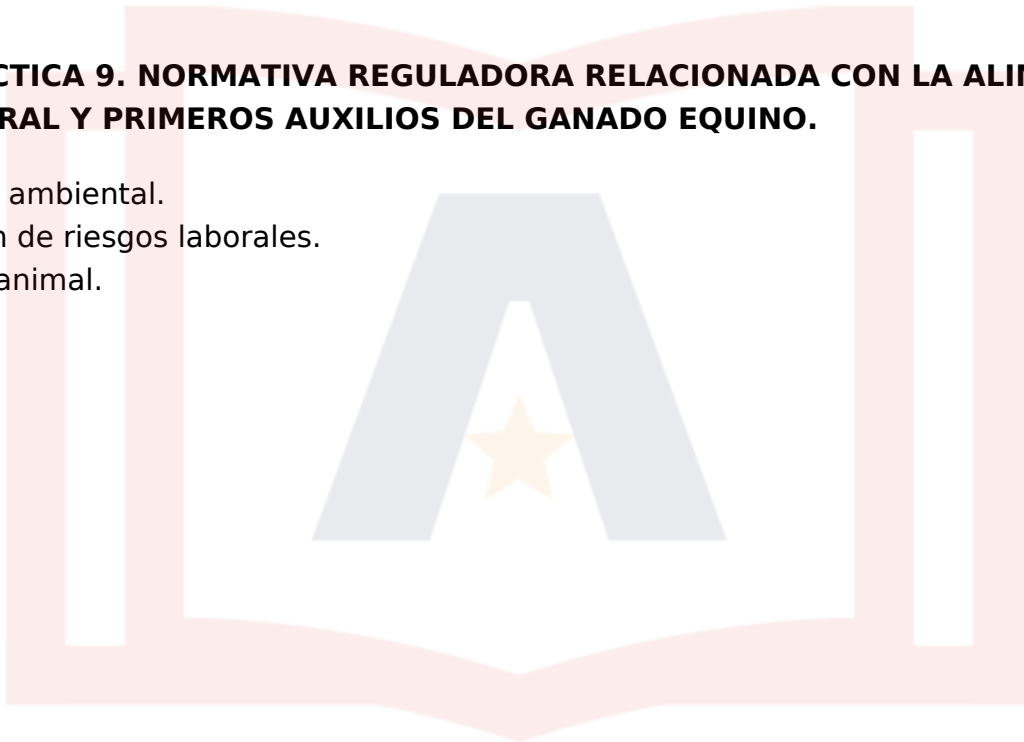 CTICA 9. NORMATIVA REGULADORA RELACIONADA CON LA ALIM
RAL Y PRIMEROS AUXILIOS DEL GANADO EQUINO.
ambiental.
n de riesgos laborales.
animal.